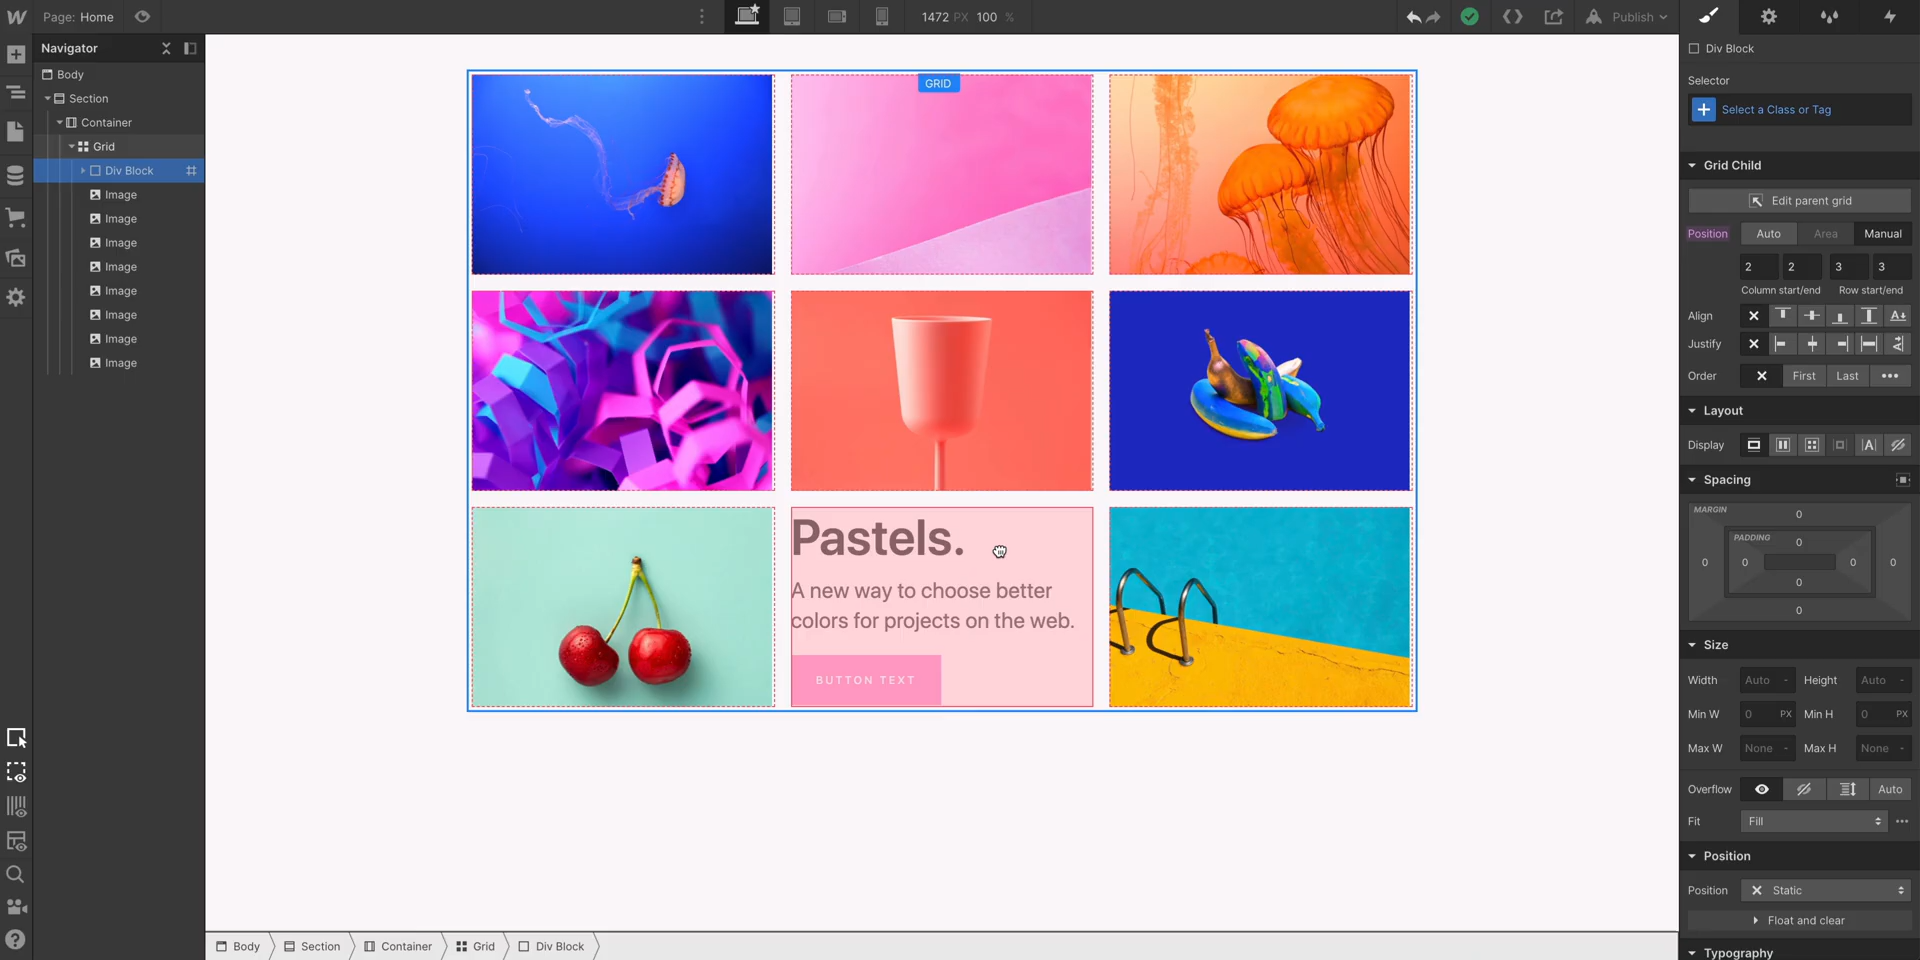 Page: Home
1472 PX 100 %
Publish
Navigator
Body
Section
Container
Grid
Div Block
Image
Image
Image
Image
Image
Image
Image
Image
GRID
Pastels.
A new way to choose better
colors for projects on the web.
BUTTON TEXT
Body
Section
Container
Grid
Div Block
Div Block
Selector
Select a Class or Tag
Grid Child
Edit parent grid
Position Auto Area Manual
2 2 3 3
Column start/end Row start/end
Align
Justify
Order First Last
Layout
Display
Spacing
MARGIN
0
PADDING
0
0 0 0 0
0
0
Size
Width Auto - Height Auto -
Min W 0 PX Min H 0 PX
Max W None - Max H None -
Overflow Auto
Fit Fill
Position
Position Static
Float and clear
Typography